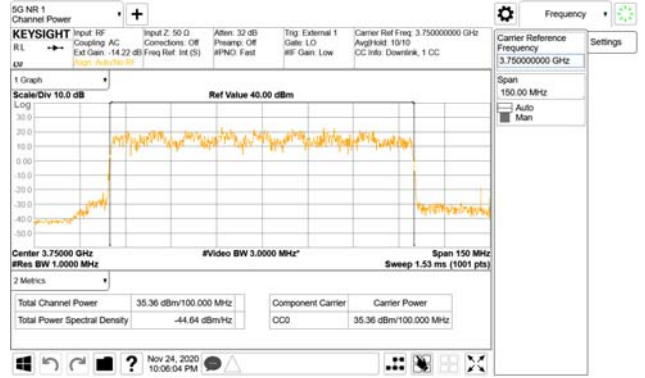 5G NR 1
Channel Power
Frequency
KEYSIGHT
RL
Input: RF
Coupling: AC
Ext Gain: -14.22 dB
Align: Auto/No RF
Input Z: 50 Ω
Corrections: Off
Freq Ref: Int (S)
Atten: 32 dB
Preamp: Off
#PNO: Fast
Trig: External 1
Gate: LO
#IF Gain: Low
Carrier Ref Freq: 3.750000000 GHz
Avg|Hold: 10/10
CC Info: Downlink, 1 CC
Carrier Reference
Frequency
3.750000000 GHz
Settings
Span
150.00 MHz
Auto
Man
1 Graph
Scale/Div 10.0 dB
Ref Value 40.00 dBm
Log
30.0
20.0
10.0
0.00
-10.0
-20.0
-30.0
-40.0
-50.0
Center 3.75000 GHz
#Video BW 3.0000 MHz*
Span 150 MHz
#Res BW 1.0000 MHz
Sweep 1.53 ms (1001 pts)
2 Metrics
Total Channel Power 35.36 dBm/100.000 MHz
Total Power Spectral Density -44.64 dBm/Hz
Component Carrier Carrier Power
CC0 35.36 dBm/100.000 MHz
?
Nov 24, 2020
10:06:04 PM